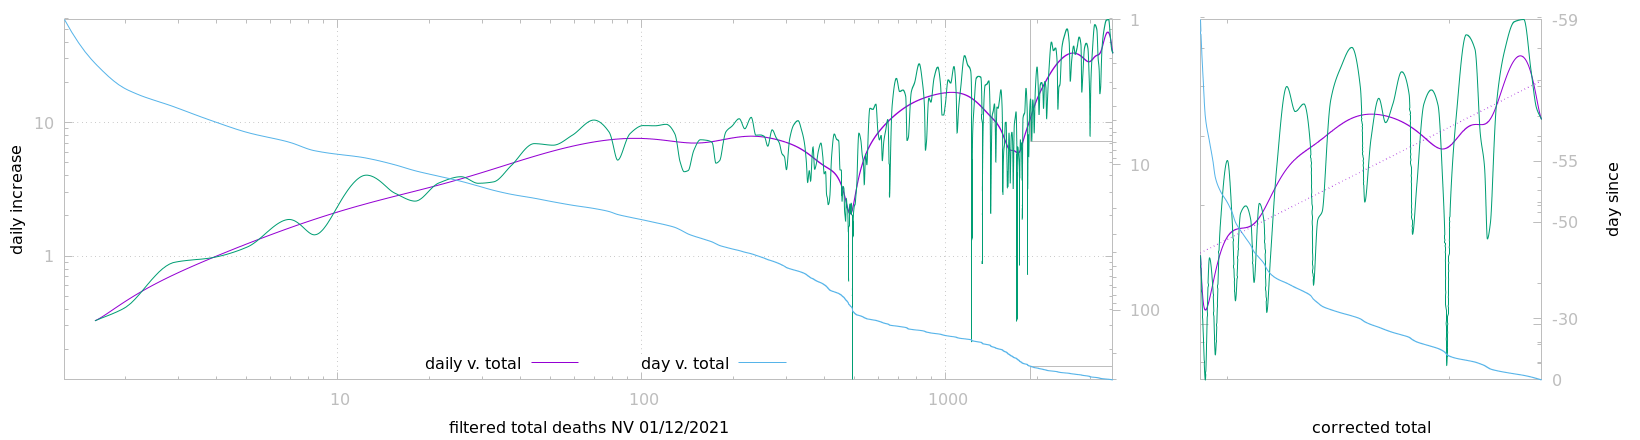 daily increase
10
1
daily v. total
day v. total
10
100
1000
filtered total deaths NV 01/12/2021
1
10
100
-59
-55
-50
-30
0
day since
corrected total